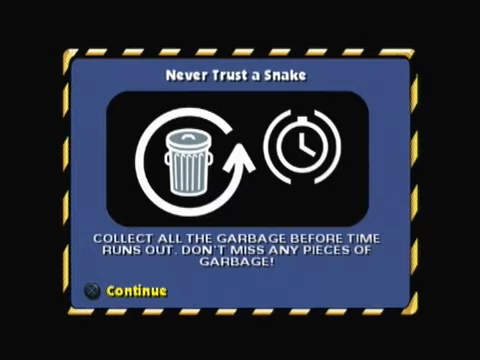 Never Trust a Snake
COLLECT ALL THE GARBAGE BEFORE TIME
RUNS OUT. DON'T MISS ANY PIECES OF
GARBAGE!
Continue